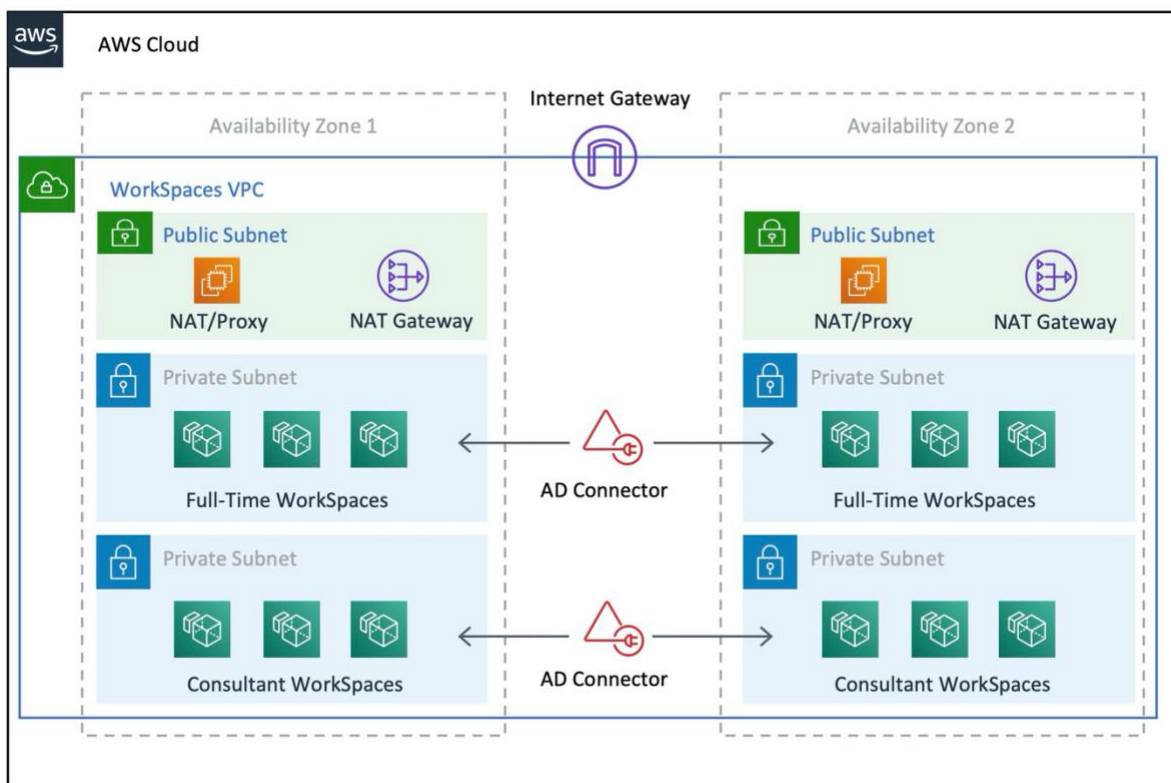 aws
AWS Cloud
Internet Gateway
Availability Zone 1
Availability Zone 2
WorkSpaces VPC
Public Subnet
NAT/Proxy
NAT Gateway
Public Subnet
NAT/Proxy
NAT Gateway
Private Subnet
Full-Time WorkSpaces
AD Connector
Private Subnet
Full-Time WorkSpaces
Private Subnet
Consultant WorkSpaces
AD Connector
Private Subnet
Consultant WorkSpaces